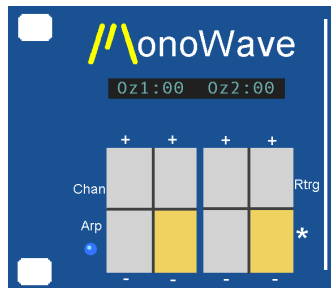 MonoWave
Oz1:00 Oz2:00
+ + + +
Chan Rtrg
Arp *
- - - -